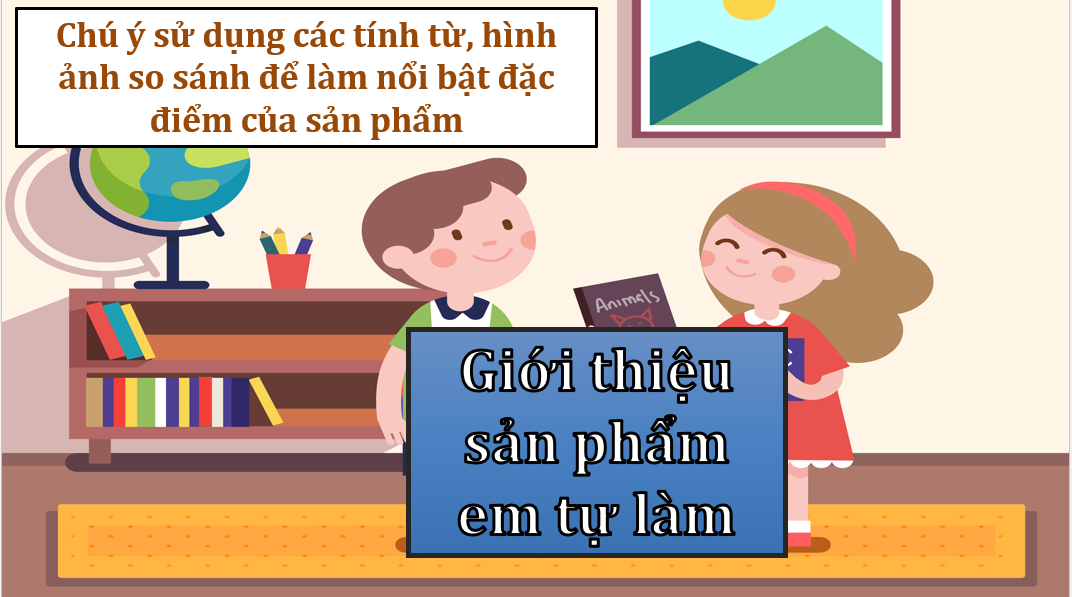 Chú ý sử dụng các tính từ, hình
ảnh so sánh để làm nổi bật đặc
điểm của sản phẩm
Animals
Giới thiệu
sản phẩm
em tự làm